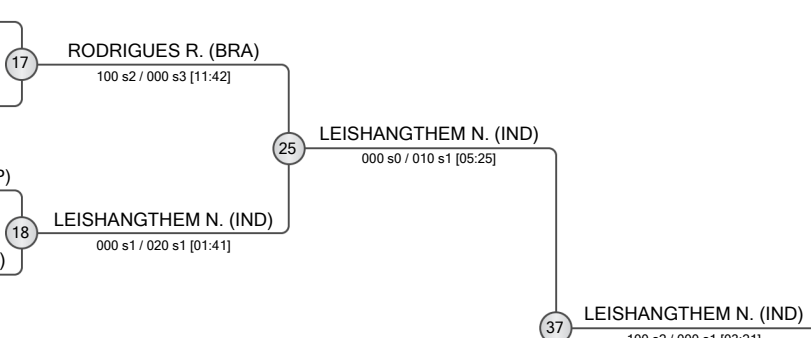 17
RODRIGUES R. (BRA)
100 s2 / 000 s3 [11:42]
25
LEISHANGTHEM N. (IND)
000 s0 / 010 s1 [05:25]
18
LEISHANGTHEM N. (IND)
000 s1 / 020 s1 [01:41]
37
LEISHANGTHEM N. (IND)